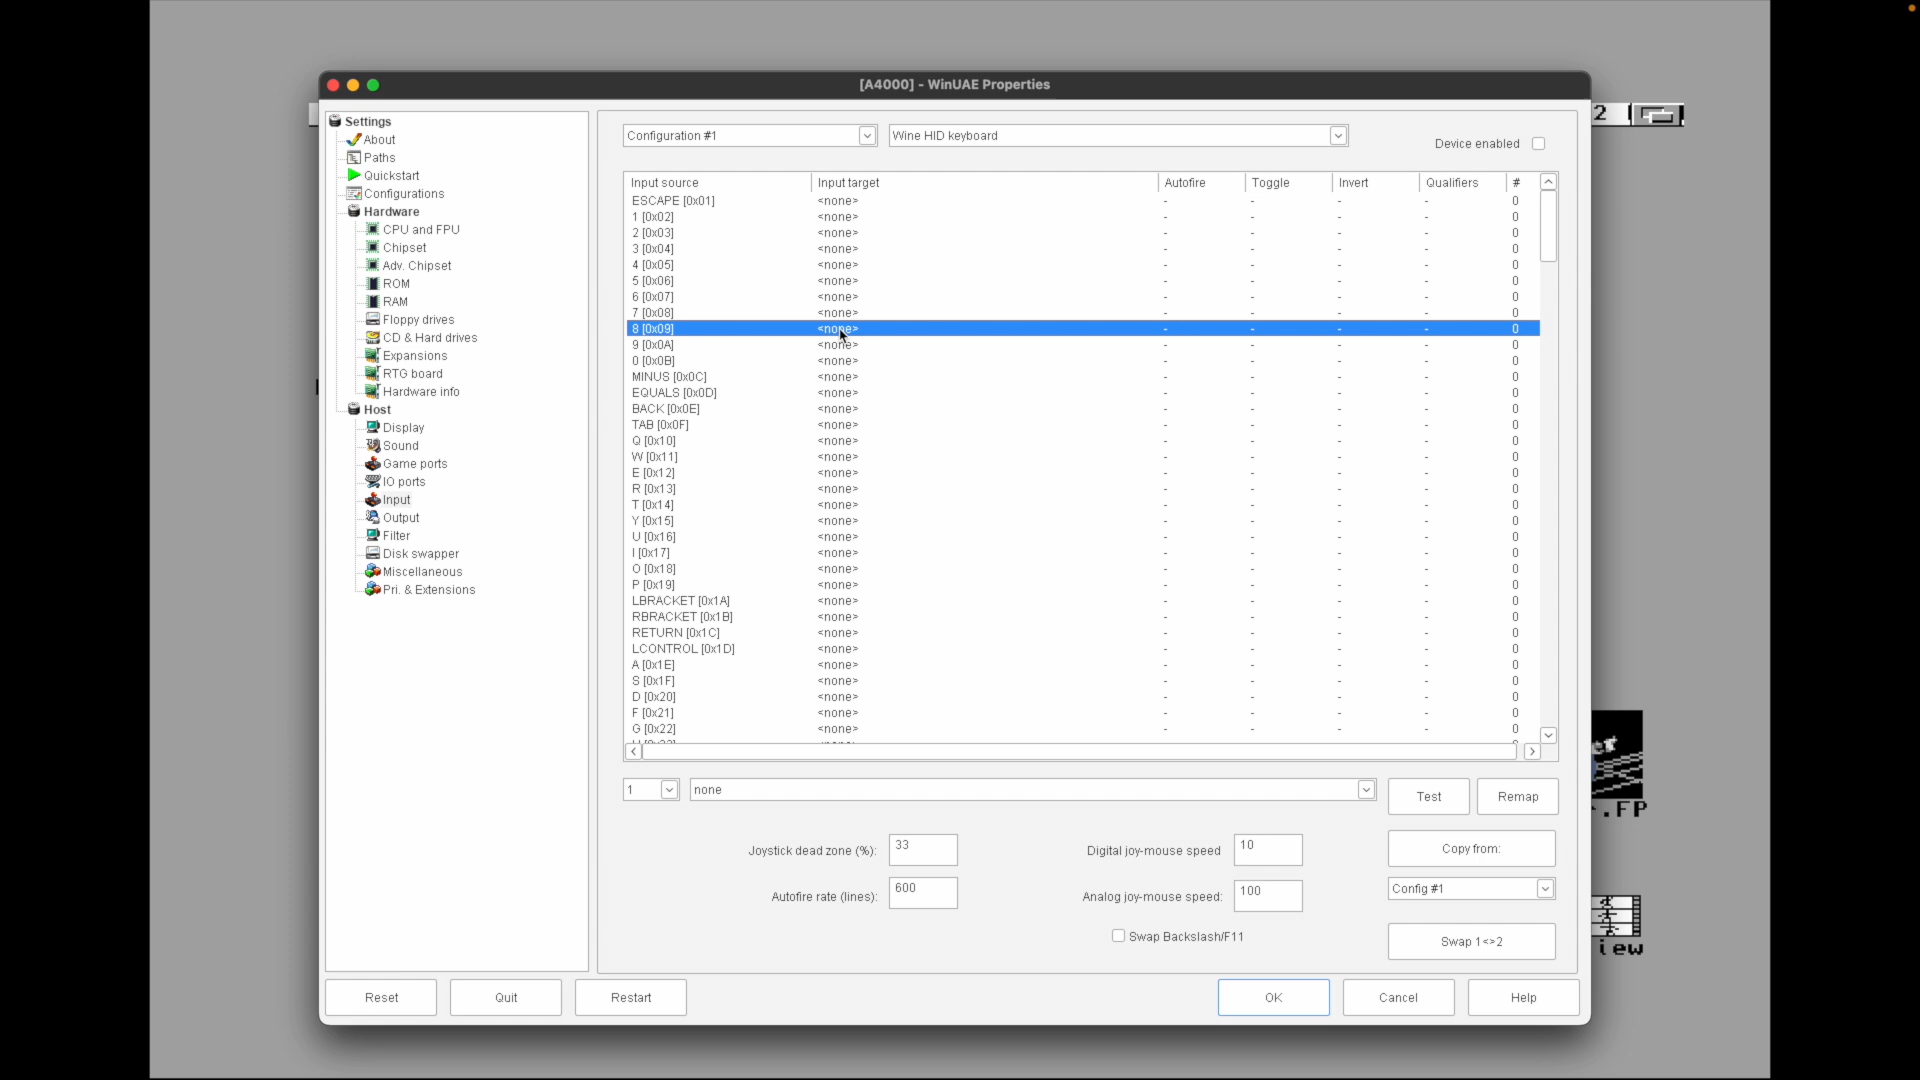 [A4000] - WinUAE Properties
Settings
About
Paths
Quickstart
Configurations
Hardware
CPU and FPU
Chipset
Adv. Chipset
ROM
RAM
Floppy drives
CD & Hard drives
Expansions
RTG board
Hardware info
Host
Display
Sound
Game ports
IO ports
Input
Output
Filter
Disk swapper
Miscellaneous
Pri. & Extensions
Configuration #1 Wine HID keyboard Device enabled
Input source Input target Autofire Toggle Invert Qualifiers #
ESCAPE [0x01] <none> - - - - 0
1 [0x02] <none> - - - - 0
2 [0x03] <none> - - - - 0
3 [0x04] <none> - - - - 0
4 [0x05] <none> - - - - 0
5 [0x06] <none> - - - - 0
6 [0x07] <none> - - - - 0
7 [0x08] <none> - - - - 0
8 [0x09] <none> - - - - 0
9 [0x0A] <none> - - - - 0
0 [0x0B] <none> - - - - 0
MINUS [0x0C] <none> - - - - 0
EQUALS [0x0D] <none> - - - - 0
BACK [0x0E] <none> - - - - 0
TAB [0x0F] <none> - - - - 0
Q [0x10] <none> - - - - 0
W [0x11] <none> - - - - 0
E [0x12] <none> - - - - 0
R [0x13] <none> - - - - 0
T [0x14] <none> - - - - 0
Y [0x15] <none> - - - - 0
U [0x16] <none> - - - - 0
I [0x17] <none> - - - - 0
O [0x18] <none> - - - - 0
P [0x19] <none> - - - - 0
LBRACKET [0x1A] <none> - - - - 0
RBRACKET [0x1B] <none> - - - - 0
RETURN [0x1C] <none> - - - - 0
LCONTROL [0x1D] <none> - - - - 0
A [0x1E] <none> - - - - 0
S [0x1F] <none> - - - - 0
D [0x20] <none> - - - - 0
F [0x21] <none> - - - - 0
G [0x22] <none> - - - - 0
1 none Test Remap
Joystick dead zone (%): 33 Digital joy-mouse speed 10 Copy from:
Autofire rate (lines): 600 Analog joy-mouse speed: 100 Config #1
Swap Backslash/F11 Swap 1<=>2
Reset Quit Restart OK Cancel Help
2
.FP
iew